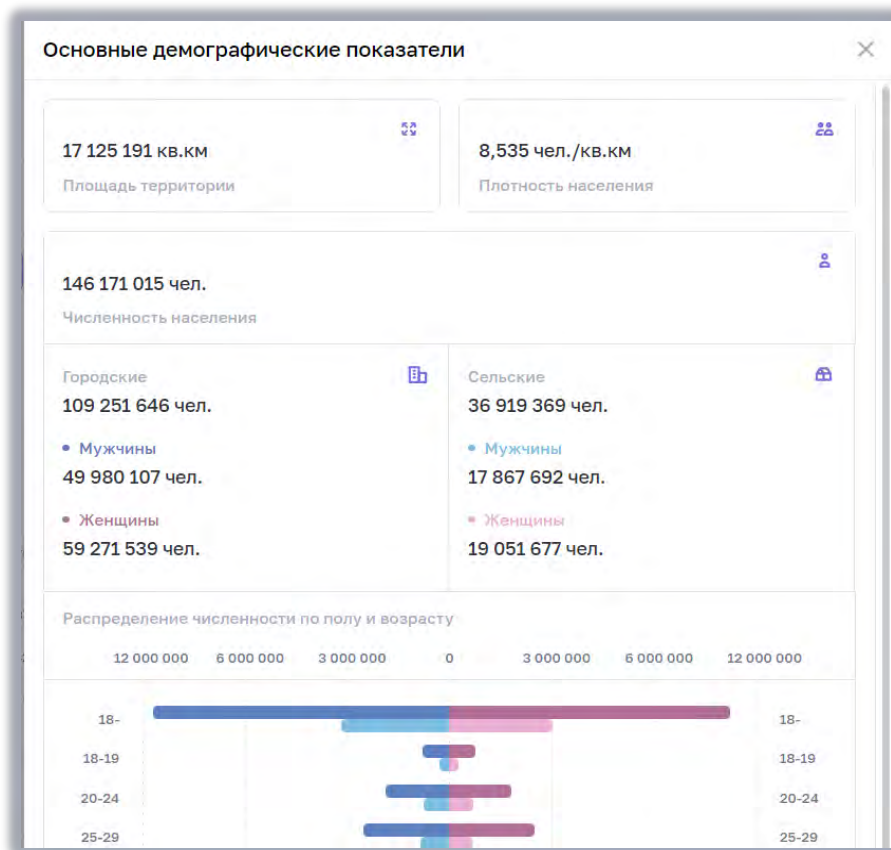 Основные демографические показатели
17 125 191 кв.км
Площадь территории
8,535 чел./кв.км
Плотность населения
146 171 015 чел.
Численность населения
Городские
109 251 646 чел.
Мужчины
49 980 107 чел.
Женщины
59 271 539 чел.
Сельские
36 919 369 чел.
Мужчины
17 867 692 чел.
Женщины
19 051 677 чел.
Распределение численности по полу и возрасту
12 000 000 6 000 000 3 000 000 0 3 000 000 6 000 000 12 000 000
18- 18-
18-19 18-19
20-24 20-24
25-29 25-29